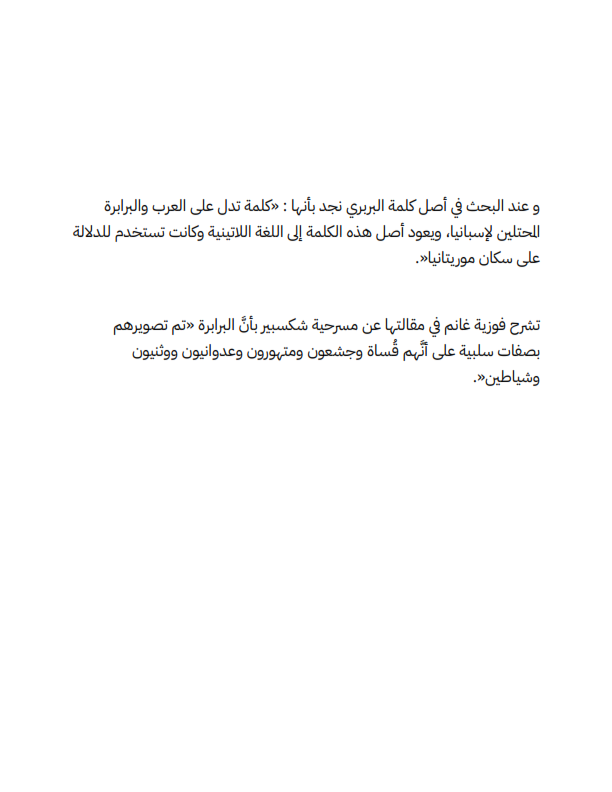 و عند البحث في أصل كلمة البربري نجد بأنها : «كلمة تدل على العرب والبرابرة
المحتلين لإسبانيا، ويعود أصل هذه الكلمة إلى اللغة اللاتينية وكانت تستخدم للدلالة
على سكان موريتانيا».
تشرح فوزية غانم في مقالتها عن مسرحية شكسبير بأنَّ البرابرة «تم تصويرهم
بصفات سلبية على أنَّهم قُساة وجشعون ومتهورون وعدوانيون ووثنيون
وشياطين».